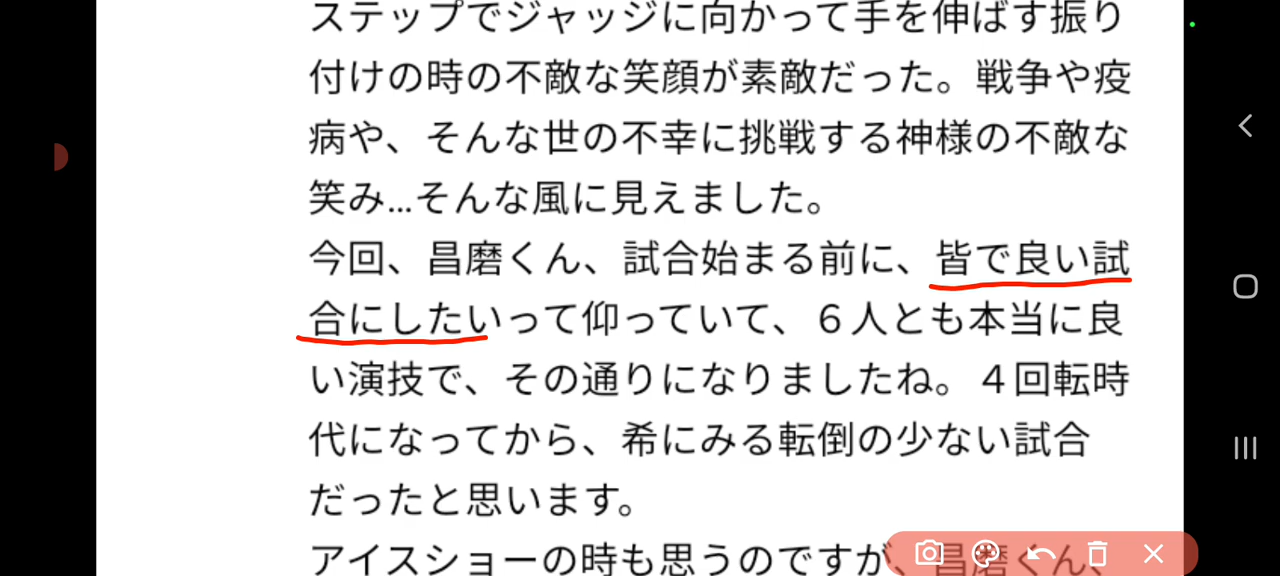 ステップでジャッジに向かって手を伸ばす振り
付けの時の不敵な笑顔が素敵だった。戦争や疫
病や、そんな世の不幸に挑戦する神様の不敵な
笑み...そんな風に見えました。
今回、昌磨くん、試合始まる前に、皆で良い試
合にしたいって仰っていて、６人とも本当に良
い演技で、その通りになりましたね。４回転時
代になってから、希にみる転倒の少ない試合
だったと思います。
アイスショーの時も思うのですが、昌磨くん、